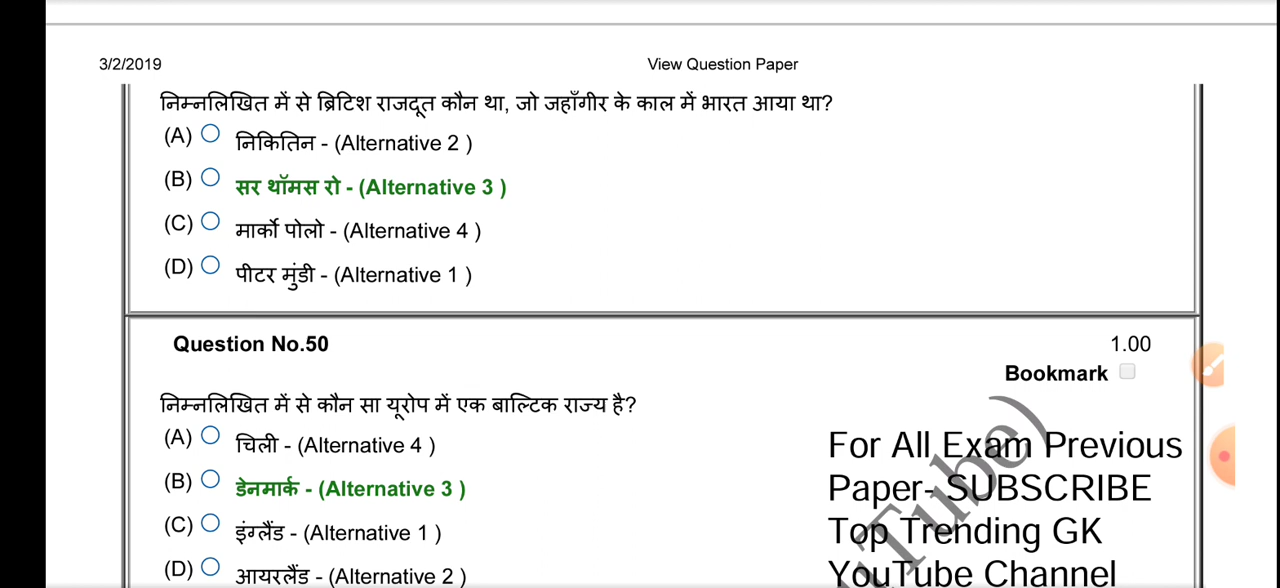 3/2/2019 View Question Paper
निम्नलिखित में से ब्रिटिश राजदूत कौन था, जो जहाँगीर के काल में भारत आया था?
(A) निकितिन - (Alternative 2 )
(B) सर थॉमस रो - (Alternative 3 )
(C) मार्को पोलो - (Alternative 4 )
(D) पीटर मुंडी - (Alternative 1 )
Question No.50 1.00
Bookmark
निम्नलिखित में से कौन सा यूरोप में एक बाल्टिक राज्य है?
(A) चिली - (Alternative 4 )
(B) डेनमार्क - (Alternative 3 )
(C) इंग्लैंड - (Alternative 1 )
(D) आयरलैंड - (Alternative 2 )
For All Exam Previous
Paper- SUBSCRIBE
Top Trending GK
YouTube Channel
Tube)